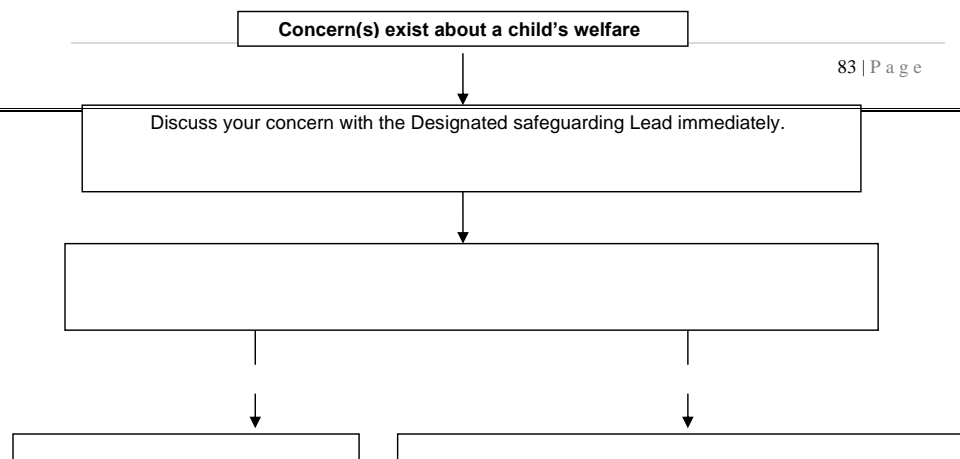 Concern(s) exist about a child's welfare
83 | P a g e
Discuss your concern with the Designated safeguarding Lead immediately.